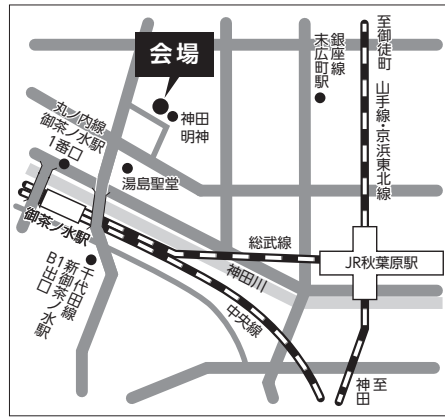 会場
神田
明神
銀座線
末広町駅
至御徒町
山手線・京浜東北線
丸ノ内線
御茶ノ水駅
1番口
湯島聖堂
御茶ノ水駅
総武線
JR秋葉原駅
神田川
中央線
千代田線
新御茶ノ水駅
B1出口
至
神田